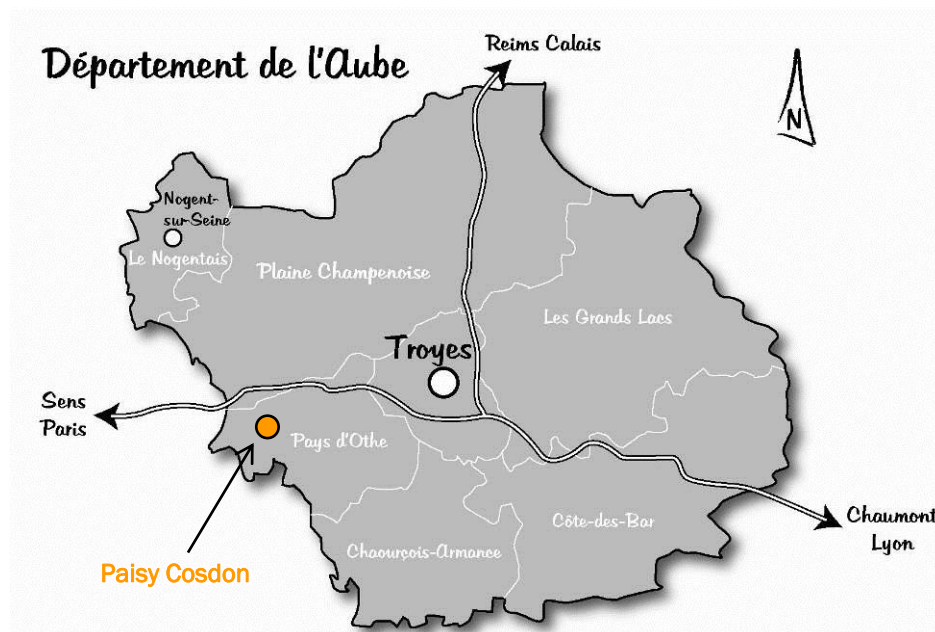 Reims Calais
Département de l'Aube
N
Nogent-
sur-Seine
Le Nogentais
Plaine Champenoise
Les Grands Lacs
Troyes
Sens
Paris
Pays d'Othe
Côte-des-Bar
Chaumont
Lyon
Chaourçois-Armance
Paisy Cosdon